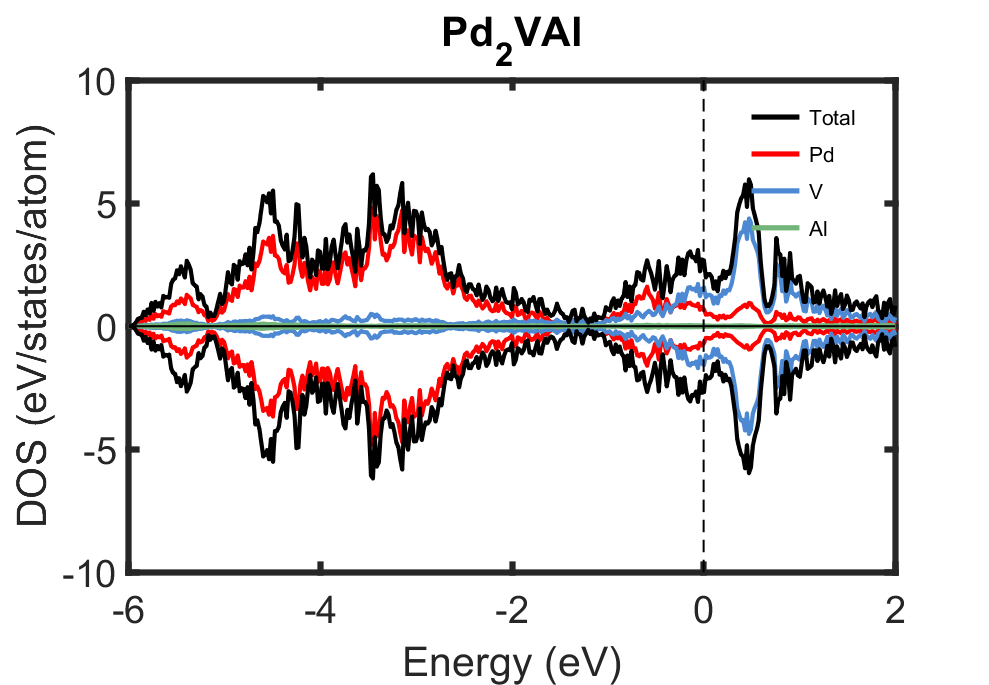 Pd₂VAl
10
5
0
-5
-10
DOS (eV/states/atom)
-6 -4 -2 0 2
Energy (eV)
Total
Pd
V
Al